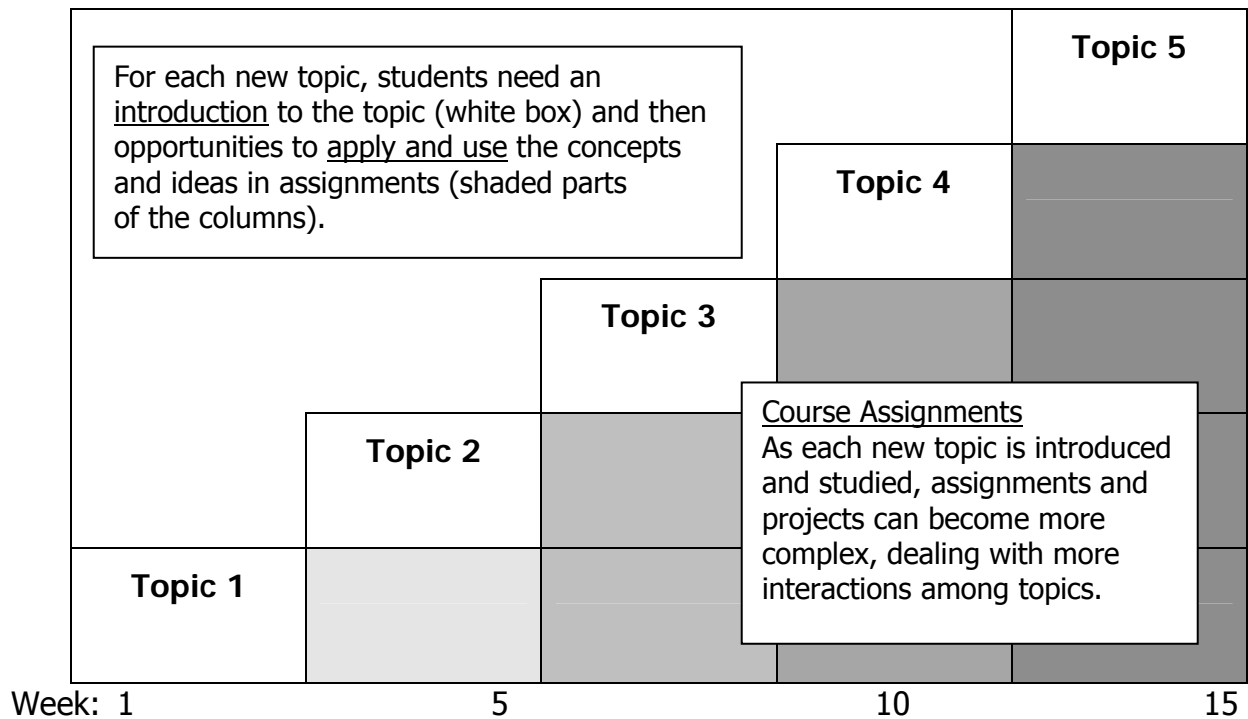 Topic 5
For each new topic, students need an
introduction to the topic (white box) and then
opportunities to apply and use the concepts
and ideas in assignments (shaded parts
of the columns).
Topic 4
Topic 3
Course Assignments
As each new topic is introduced
and studied, assignments and
projects can become more
complex, dealing with more
interactions among topics.
Topic 2
Topic 1
Week: 1 5 10 15